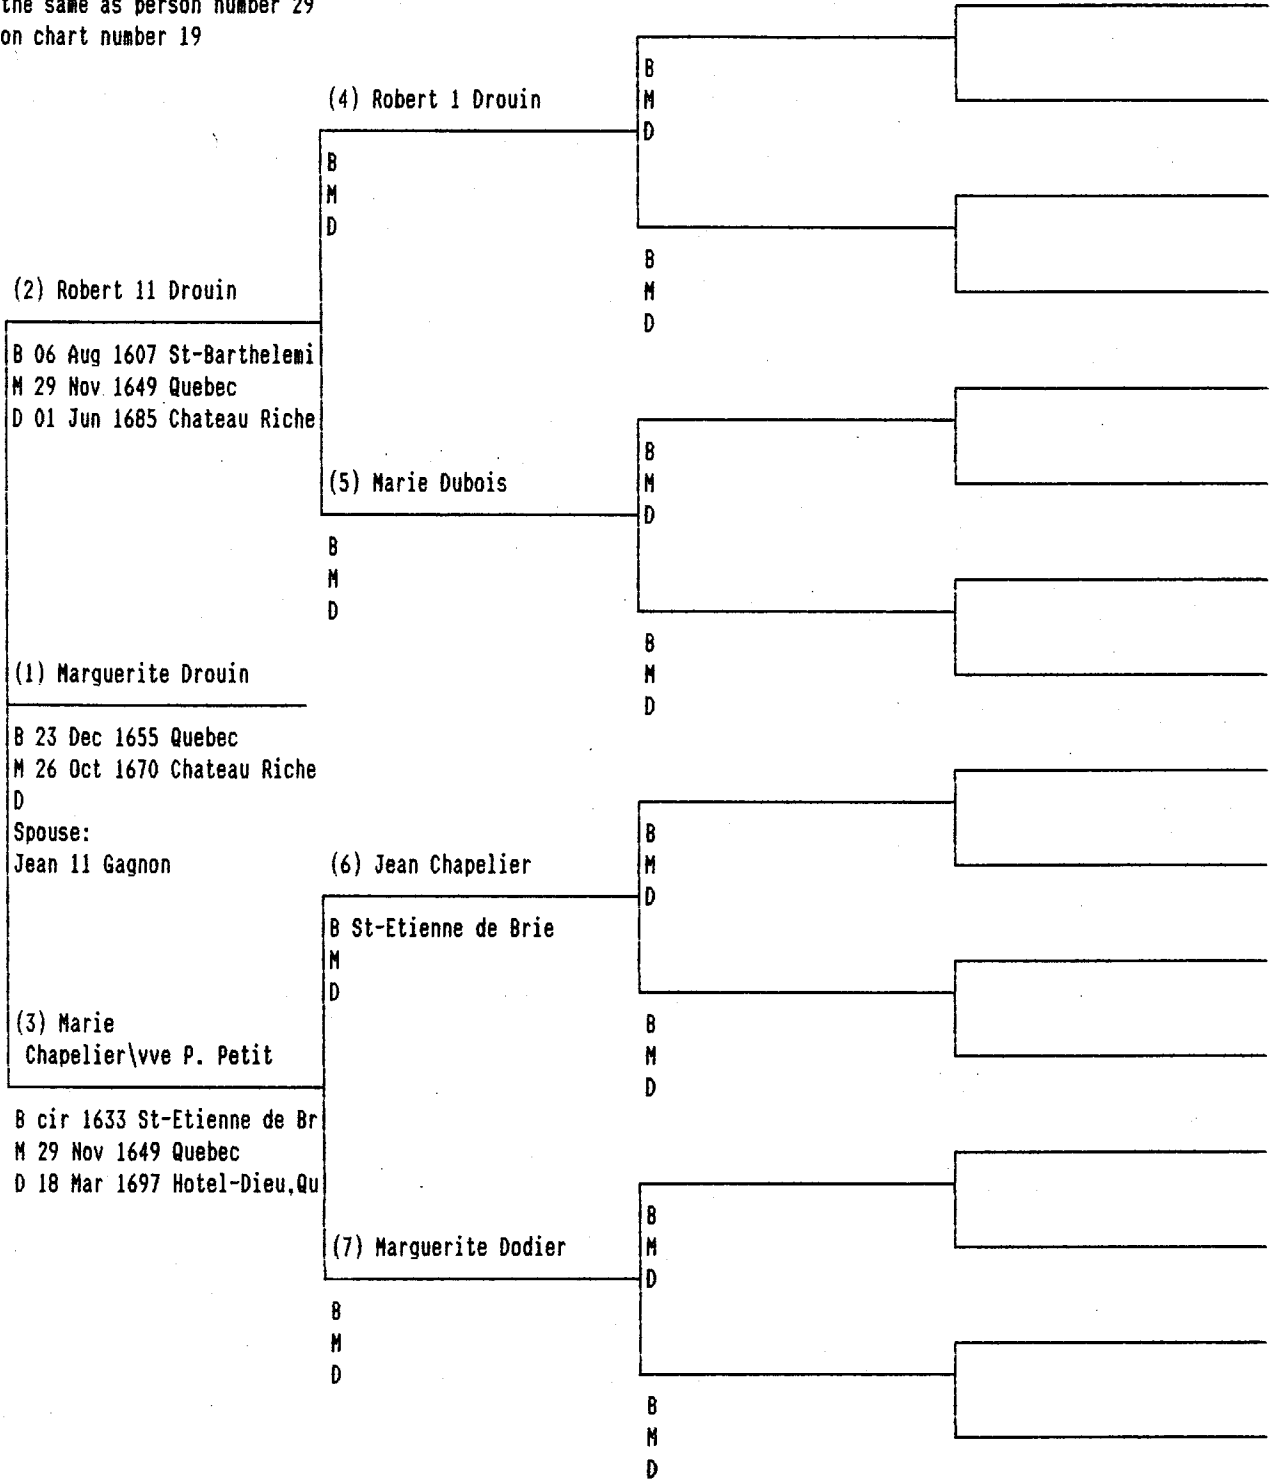 the same as person number 29
on chart number 19
B
M
D
(4) Robert 1 Drouin
B
M
D
B
M
D
(2) Robert 11 Drouin
B 06 Aug 1607 St-Barthelemi
M 29 Nov 1649 Quebec
D 01 Jun 1685 Chateau Riche
B
M
D
(5) Marie Dubois
B
M
D
B
M
D
(1) Marguerite Drouin
B 23 Dec 1655 Quebec
M 26 Oct 1670 Chateau Riche
D
Spouse:
Jean 11 Gagnon
B
M
D
(6) Jean Chapelier
B St-Etienne de Brie
M
D
B
M
D
(3) Marie
Chapelier\vve P. Petit
B cir 1633 St-Etienne de Br
M 29 Nov 1649 Quebec
D 18 Mar 1697 Hotel-Dieu,Qu
B
M
D
(7) Marguerite Dodier
B
M
D
B
M
D